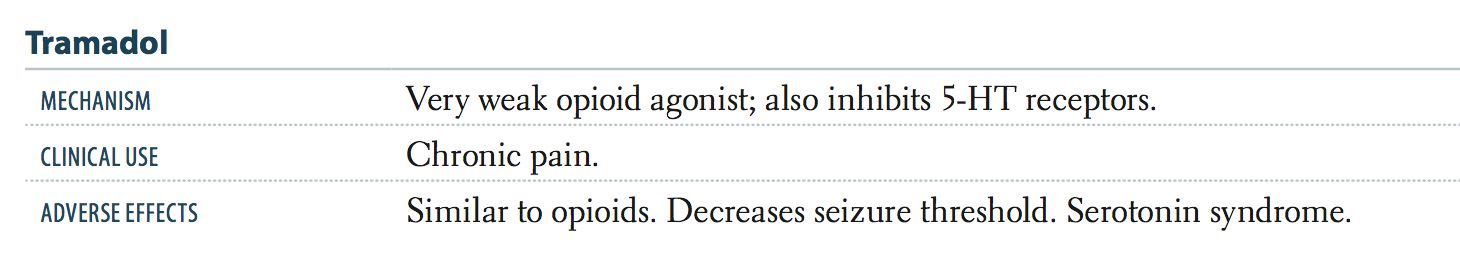 Tramadol
MECHANISM Very weak opioid agonist; also inhibits 5-HT receptors.
CLINICAL USE Chronic pain.
ADVERSE EFFECTS Similar to opioids. Decreases seizure threshold. Serotonin syndrome.